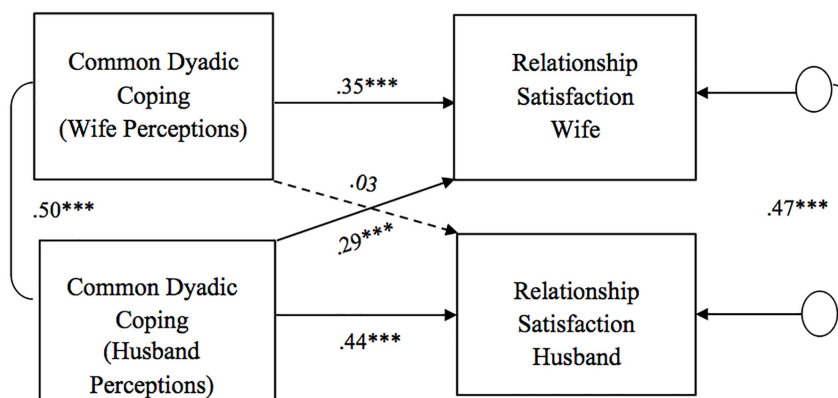 Common Dyadic
Coping
(Wife Perceptions)
.35***
Relationship
Satisfaction
Wife
.03
.50***
.29***
.47***
Common Dyadic
Coping
(Husband
Perceptions)
.44***
Relationship
Satisfaction
Husband